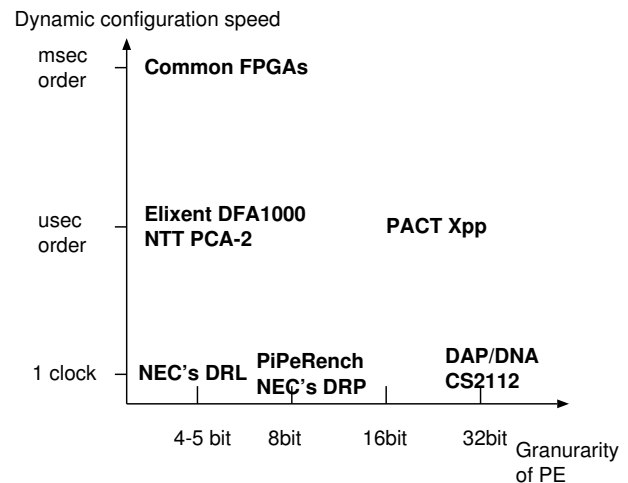 Dynamic configuration speed
msec
order
Common FPGAs
usec
order
Elixent DFA1000
NTT PCA-2
PACT Xpp
1 clock
NEC's DRL
PiPeRench
NEC's DRP
DAP/DNA
CS2112
4-5 bit
8bit
16bit
32bit
Granurarity
of PE